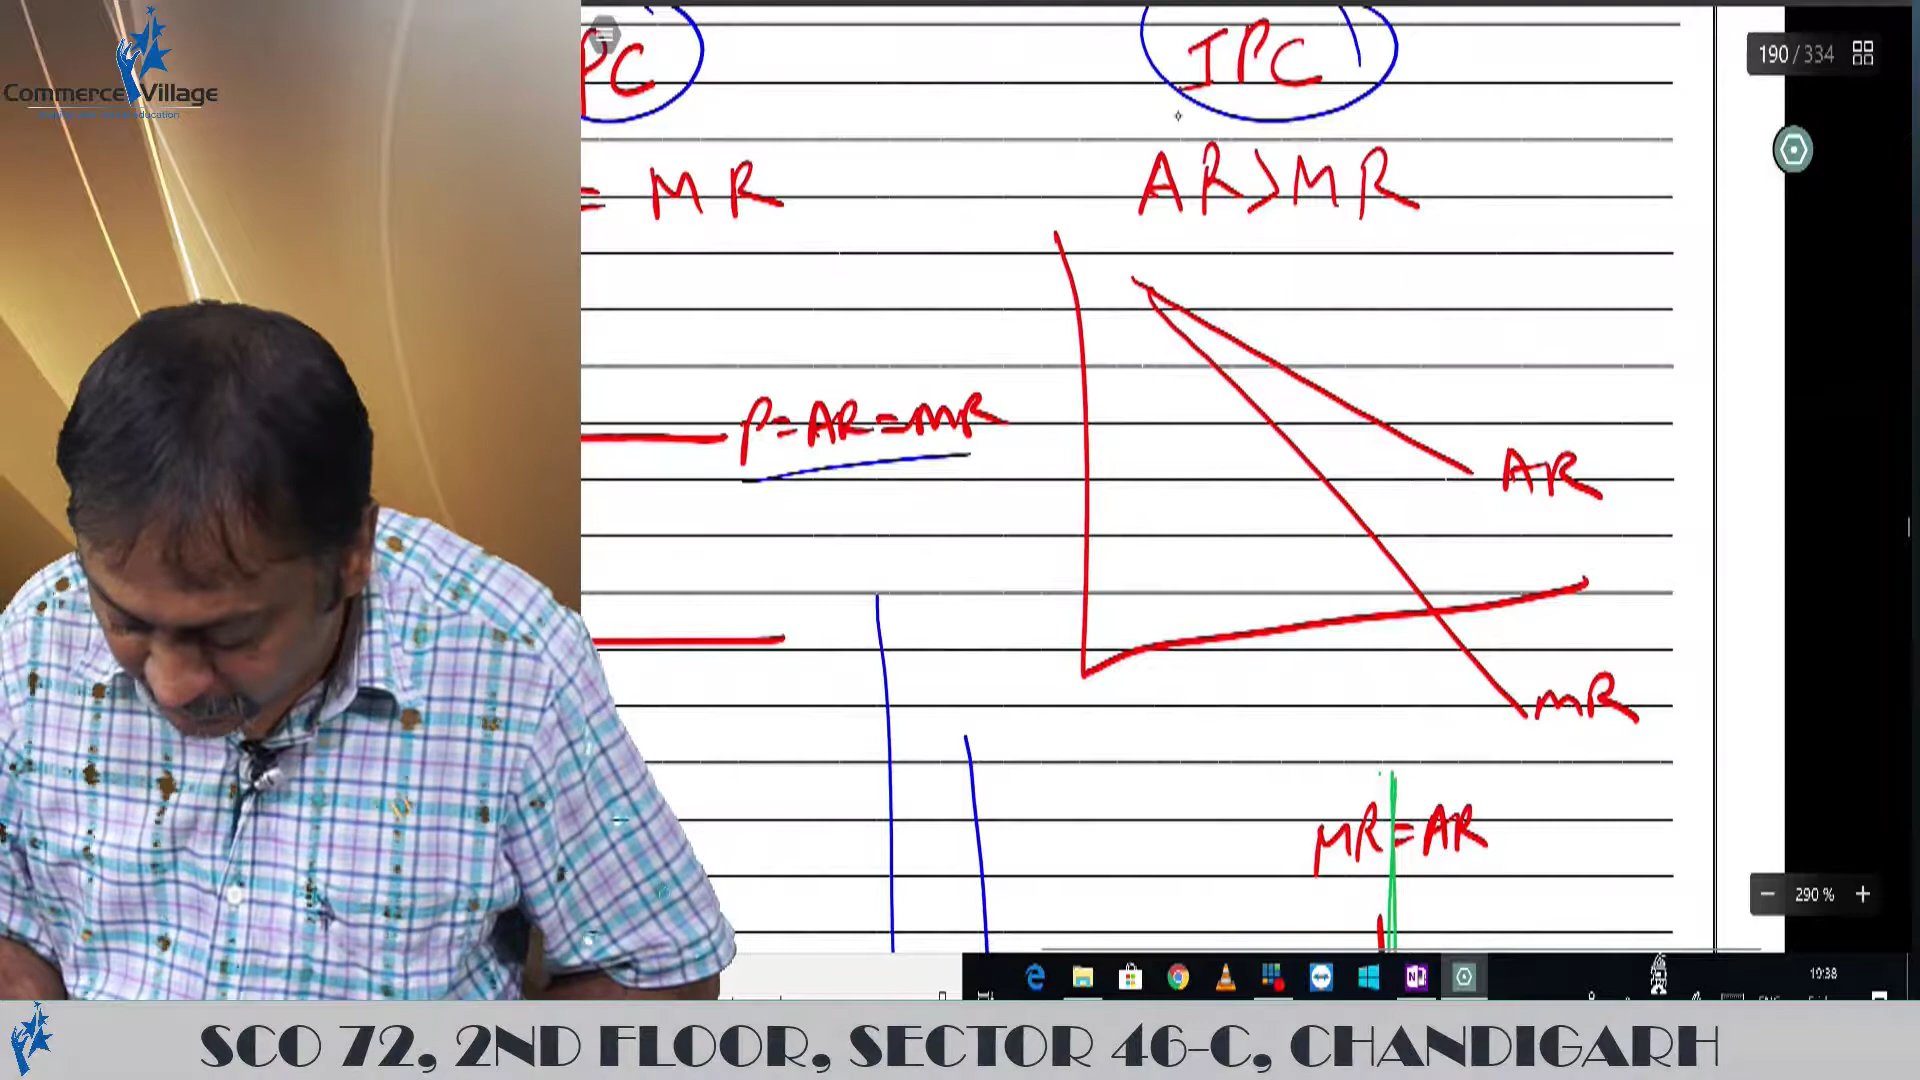 Commerce Village
PC
IPC
190 / 334
= MR
AR>MR
P=AR=MR
AR
MR
MR=AR
290 %
19:38
SCO 72, 2ND FLOOR, SECTOR 46-C, CHANDIGARH